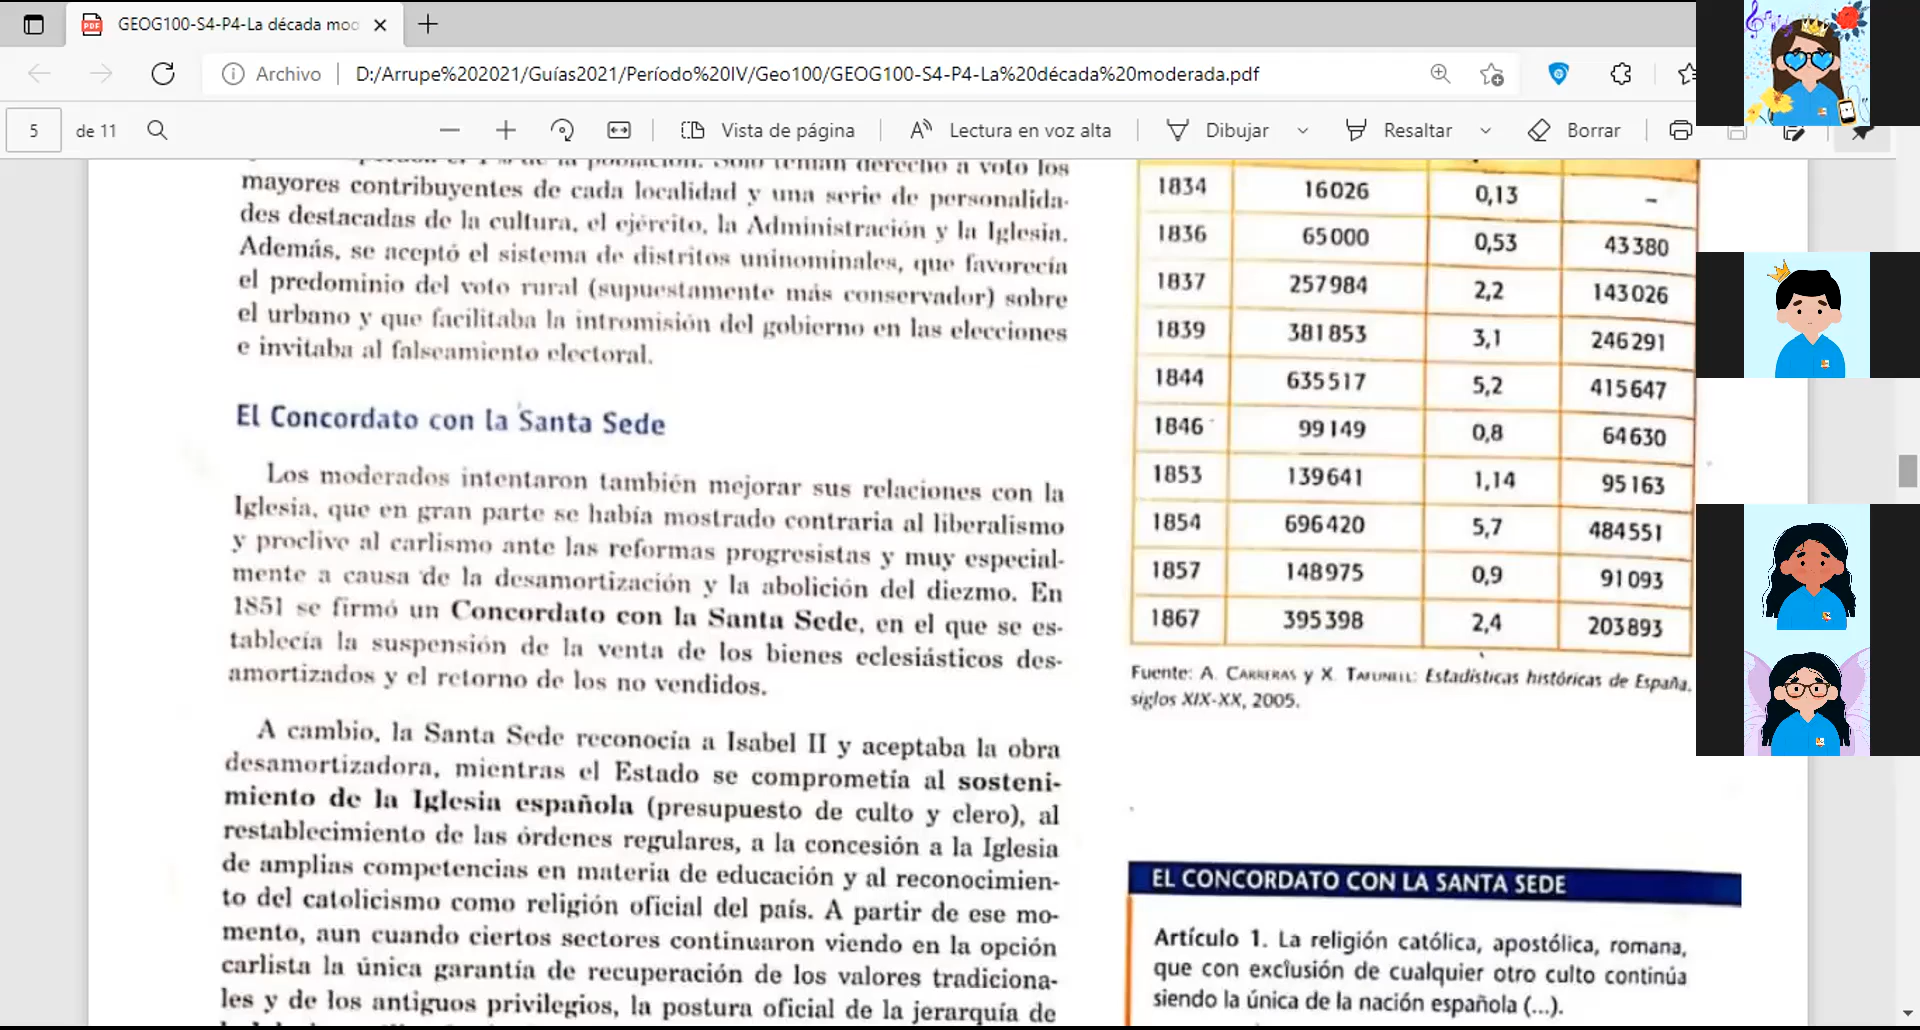 GEOG100-S4-P4-La década moc
Archivo
D:/Arrupe%202021/Guías2021/Período%20IV/Geo100/GEOG100-S4-P4-La%20década%20moderada.pdf
5
de 11
Vista de página
Lectura en voz alta
Dibujar
Resaltar
Borrar
la población. Solo tenían derecho a voto los
mayores contribuyentes de cada localidad y una serie de personalida-
des destacadas de la cultura, el ejército, la Administración y la Iglesia.
Además, se aceptó el sistema de distritos uninominales, que favorecía
el predominio del voto rural (supuestamente más conservador) sobre
el urbano y que facilitaba la intromisión del gobierno en las elecciones
e invitaba al falseamiento electoral.
El Concordato con la Santa Sede
Los moderados intentaron también mejorar sus relaciones con la
Iglesia, que en gran parte se había mostrado contraria al liberalismo
y proclive al carlismo ante las reformas progresistas y muy especial-
mente a causa de la desamortización y la abolición del diezmo. En
1851 se firmó un Concordato con la Santa Sede, en el que se es-
tablecía la suspensión de la venta de los bienes eclesiásticos des-
amortizados y el retorno de los no vendidos.
A cambio, la Santa Sede reconocía a Isabel II y aceptaba la obra
desamortizadora, mientras el Estado se comprometía al sosteni-
miento de la Iglesia española (presupuesto de culto y clero), al
restablecimiento de las órdenes regulares, a la concesión a la Iglesia
de amplias competencias en materia de educación y al reconocimien-
to del catolicismo como religión oficial del país. A partir de ese mo-
mento, aun cuando ciertos sectores continuaron viendo en la opción
carlista la única garantía de recuperación de los valores tradiciona-
les y de los antiguos privilegios, la postura oficial de la jerarquía de
1834 16026 0,13 –
1836 65000 0,53 43380
1837 257984 2,2 143026
1839 381853 3,1 246291
1844 635517 5,2 415647
1846 99149 0,8 64630
1853 139641 1,14 95163
1854 696420 5,7 484551
1857 148975 0,9 91093
1867 395398 2,4 203893
Fuente: A. CARRERAS y X. TAFUNELL: Estadísticas históricas de España,
siglos XIX-XX, 2005.
EL CONCORDATO CON LA SANTA SEDE
Artículo 1. La religión católica, apostólica, romana,
que con exclusión de cualquier otro culto continúa
siendo la única de la nación española (...).